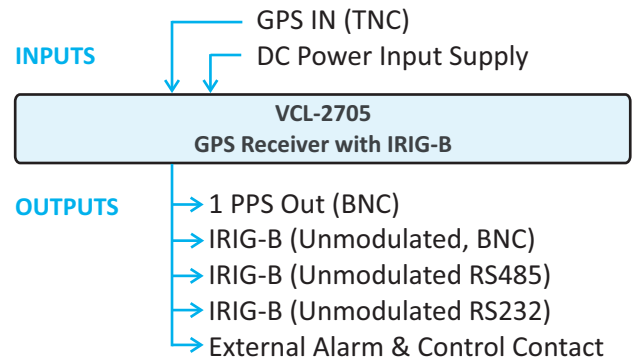 GPS IN (TNC)
INPUTS
DC Power Input Supply
VCL-2705
GPS Receiver with IRIG-B
OUTPUTS
1 PPS Out (BNC)
IRIG-B (Unmodulated, BNC)
IRIG-B (Unmodulated RS485)
IRIG-B (Unmodulated RS232)
External Alarm & Control Contact